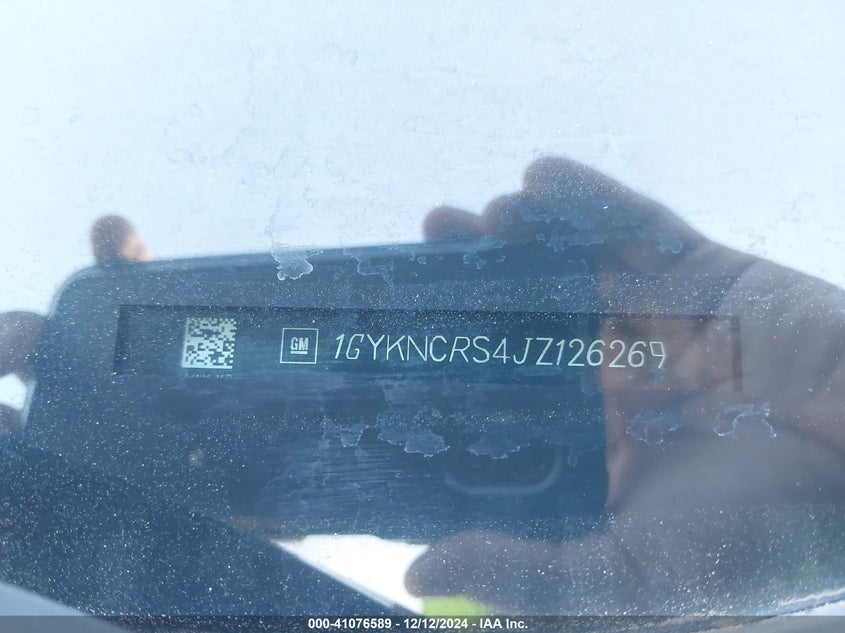 GM 1GYKNCRS4JZ126269
000-41076589 - 12/12/2024 - IAA Inc.